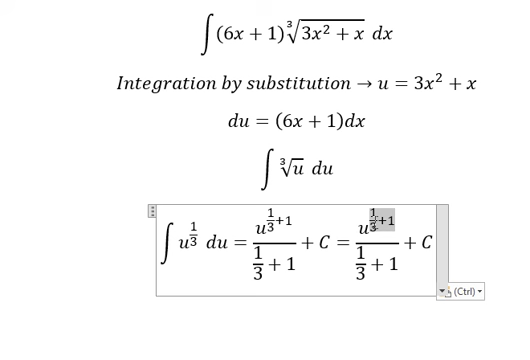 ∫(6x + 1)∛(3x² + x) dx
Integration by substitution → u = 3x² + x
du = (6x + 1)dx
∫ ∛u du
∫ u^(1/3) du = u^(1/3+1)/(1/3 + 1) + C = u^(1/3+1)/(1/3 + 1) + C
(Ctrl)